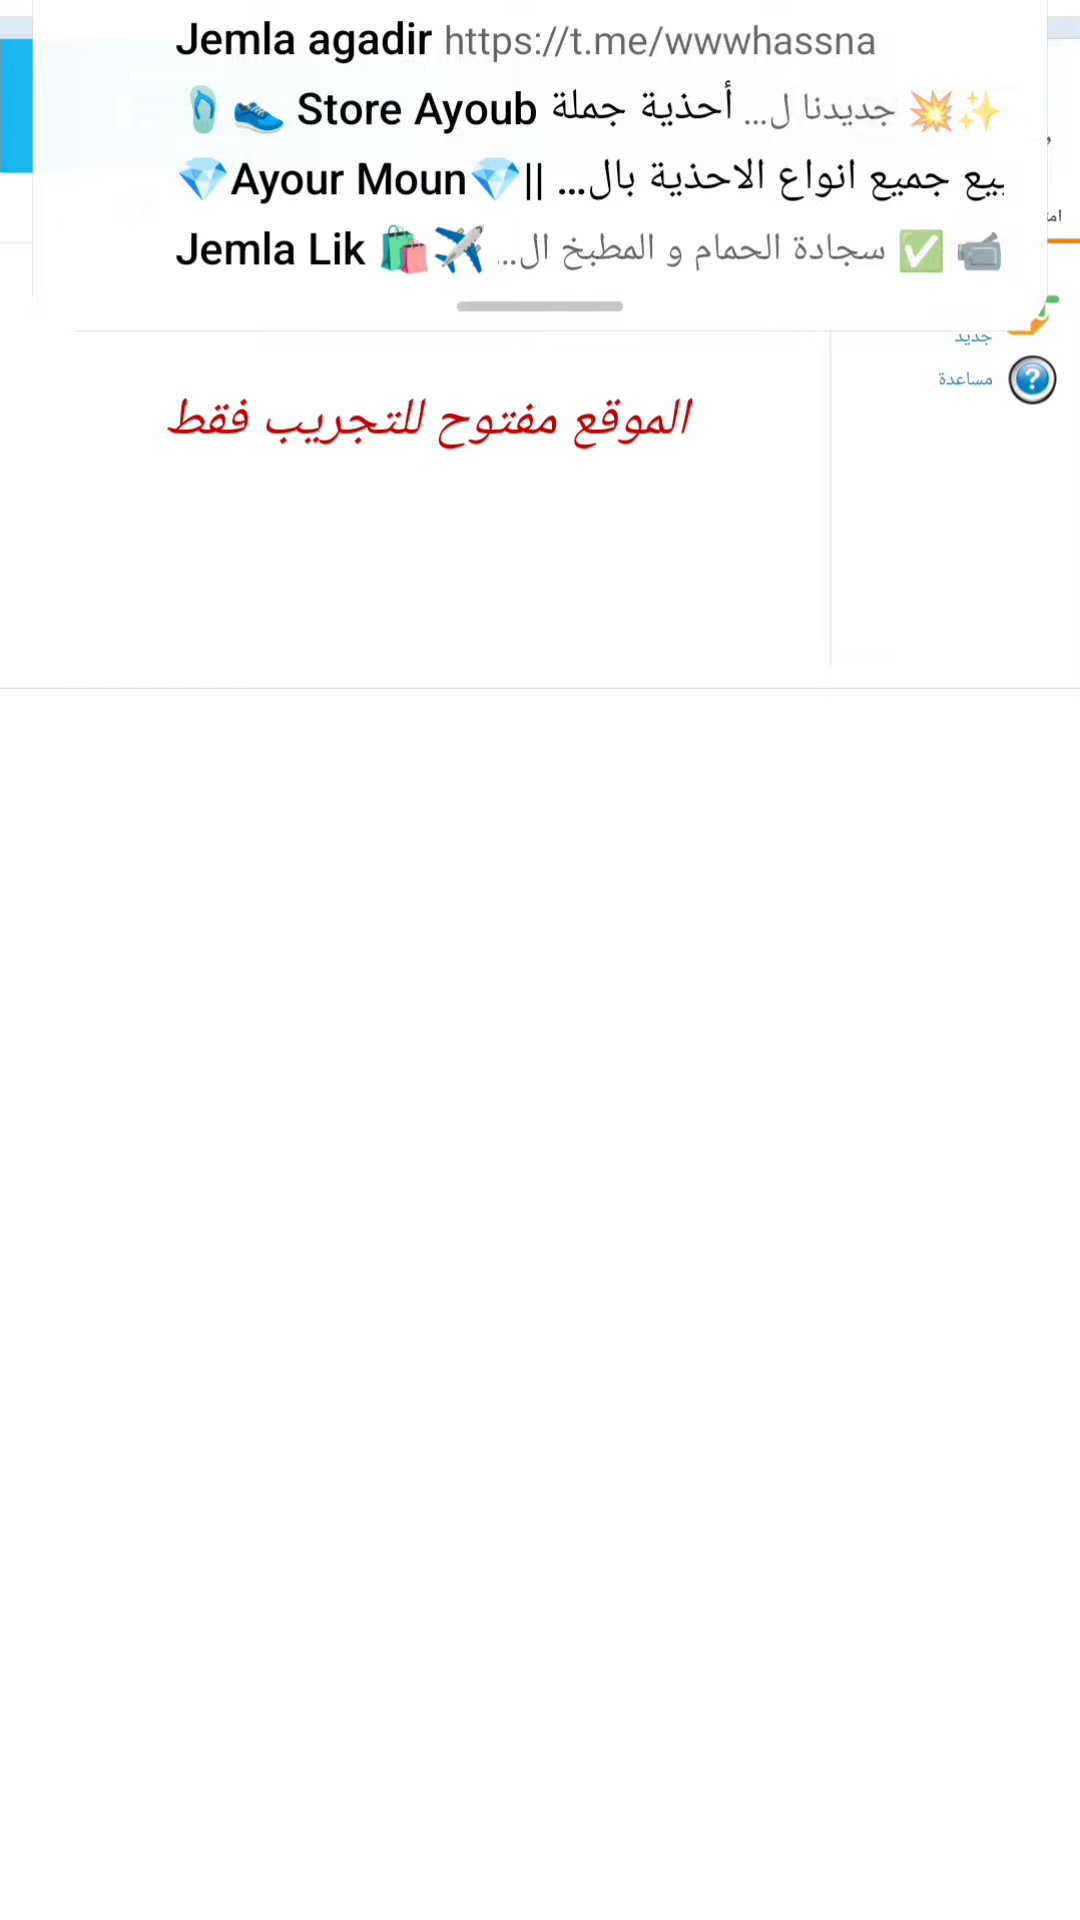 Jemla agadir https://t.me/wwwhassna
🩴 👟 Store Ayoub أحذية جملة ...جديدنا ل 💥✨
💎Ayour Moun💎|| ...بيع جميع انواع الاحذية بال
Jemla Lik 🛍️✈️ ...سجادة الحمام و المطبخ ال ✅ 📹
جديد
مساعدة
الموقع مفتوح للتجريب فقط